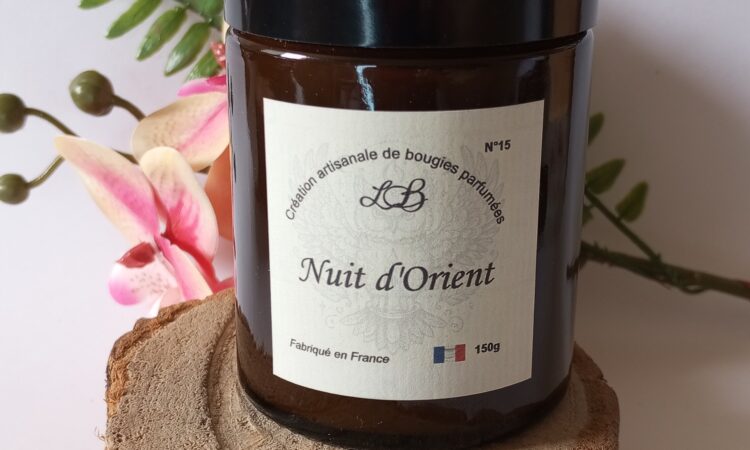 N°15
Création artisanale de bougies parfumées
LB
Nuit d'Orient
Fabriqué en France
150g